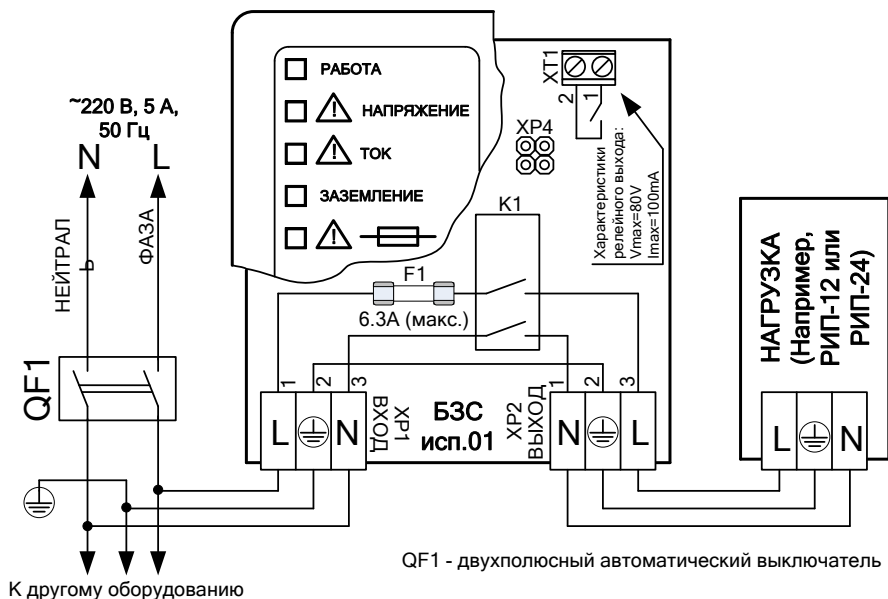 РАБОТА
НАПРЯЖЕНИЕ
ТОК
ЗАЗЕМЛЕНИЕ
~220 В, 5 А,
50 Гц
N
L
НЕЙТРАЛ
Ь
ФАЗА
QF1
XT1
2
1
XP4
Характеристики
релейного выхода:
Vmax=80V
Imax=100mA
K1
F1
6.3А (макс.)
1
2
3
L
N
XP1
ВХОД
БЗС
исп.01
XP2
ВЫХОД
1
2
3
N
L
НАГРУЗКА
(Например,
РИП-12 или
РИП-24)
L
N
QF1 - двухполюсный автоматический выключатель
К другому оборудованию